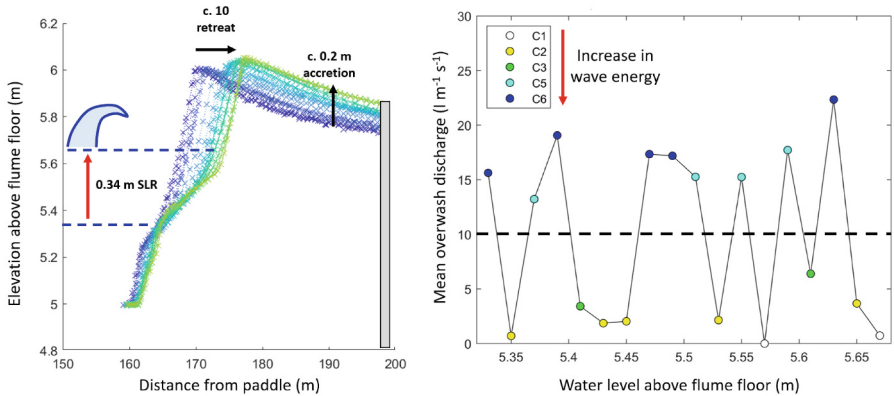 c. 10
retreat
c. 0.2 m
accretion
0.34 m SLR
Elevation above flume floor (m)
6.2
6
5.8
5.6
5.4
5.2
5
4.8
150
160
170
180
190
200
Distance from paddle (m)
Mean overwash discharge (l m⁻¹ s⁻¹)
30
25
20
15
10
5
0
C1
C2
C3
C5
C6
Increase in
wave energy
5.35
5.4
5.45
5.5
5.55
5.6
5.65
Water level above flume floor (m)